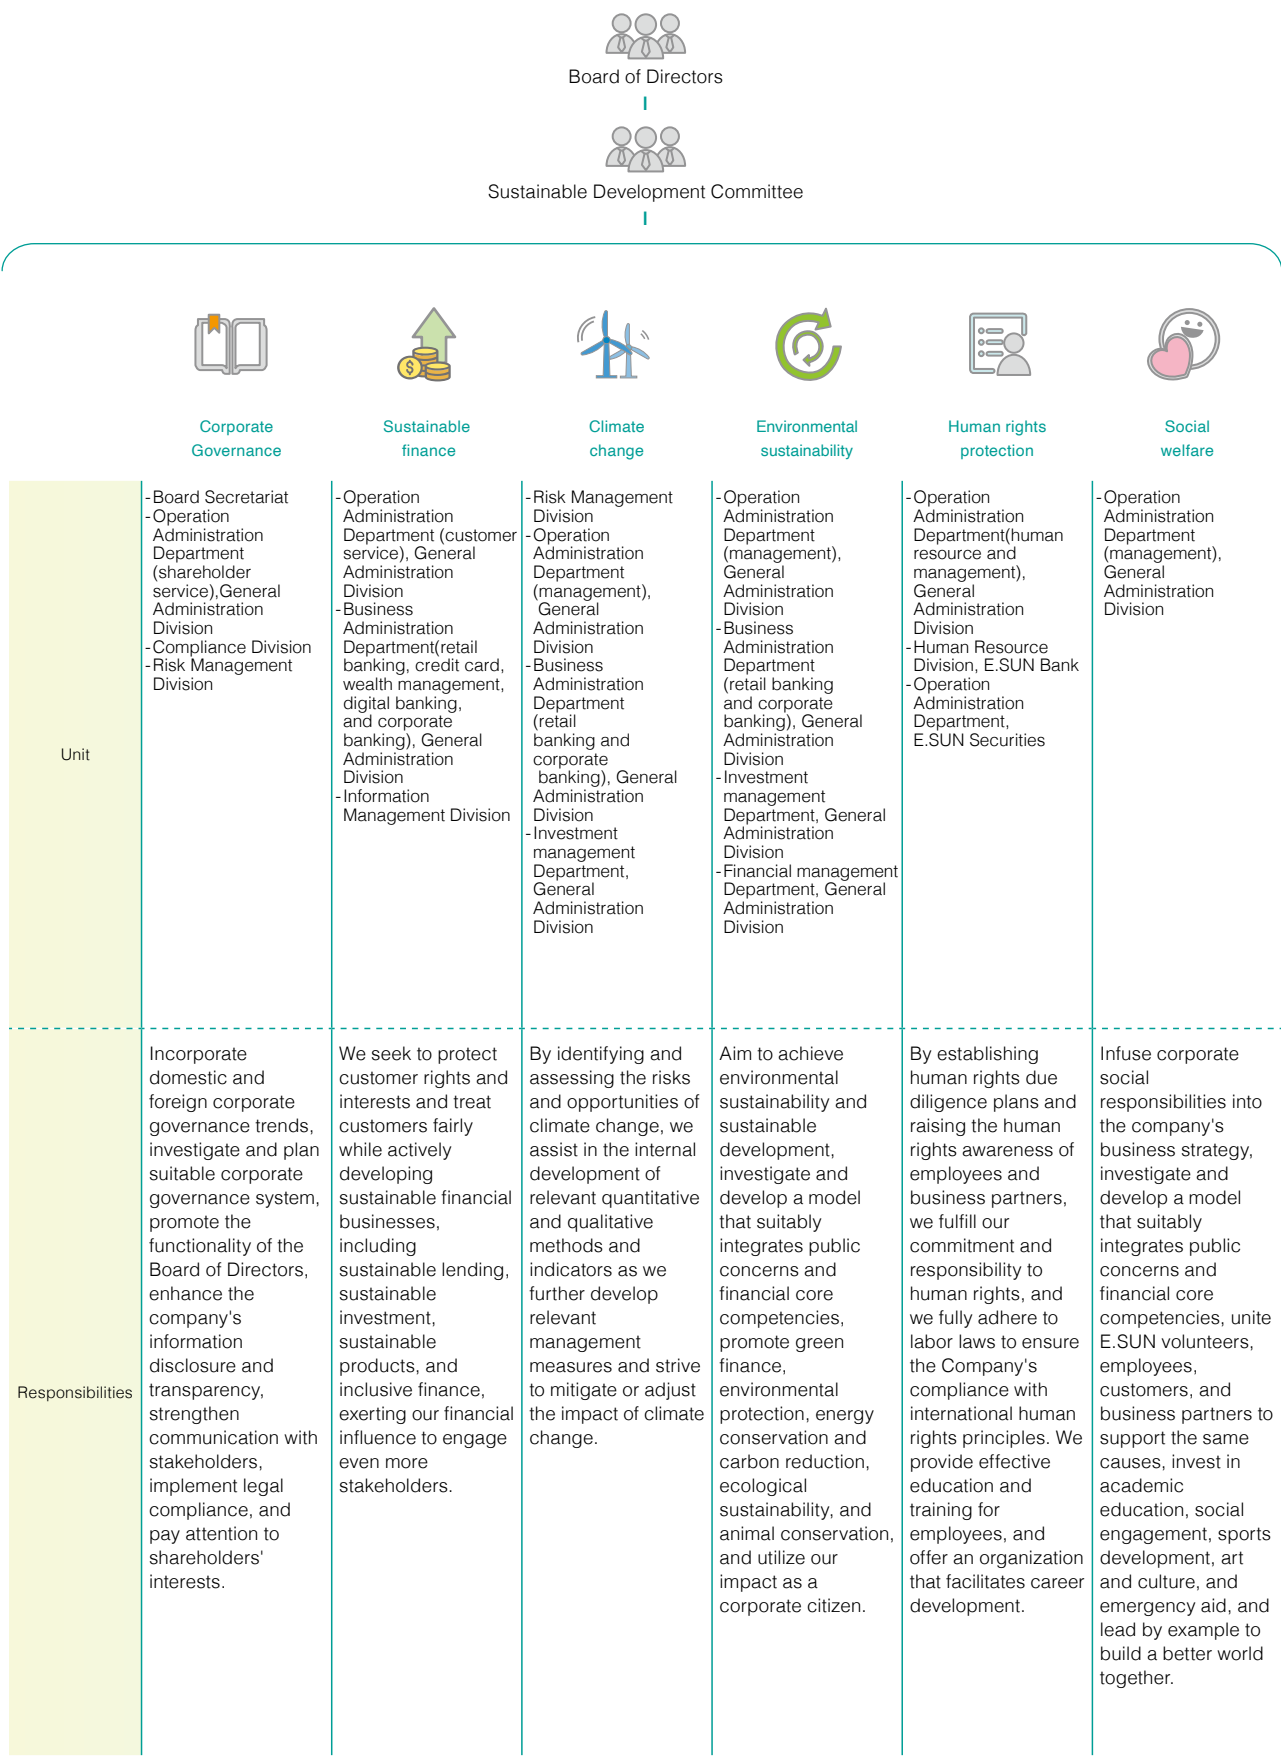 Board of Directors
Sustainable Development Committee
Corporate
Governance
Sustainable
finance
Climate
change
Environmental
sustainability
Human rights
protection
Social
welfare
Unit
-Board Secretariat
-Operation
Administration
Department
(shareholder
service),General
Administration
Division
-Compliance Division
-Risk Management
Division
-Operation
Administration
Department (customer
service), General
Administration
Division
-Business
Administration
Department(retail
banking, credit card,
wealth management,
digital banking,
and corporate
banking), General
Administration
Division
-Information
Management Division
-Risk Management
Division
-Operation
Administration
Department
(management),
General
Administration
Division
-Business
Administration
Department
(retail
banking and
corporate
banking), General
Administration
Division
-Investment
management
Department,
General
Administration
Division
-Operation
Administration
Department
(management),
General
Administration
Division
-Business
Administration
Department
(retail banking
and corporate
banking), General
Administration
Division
-Investment
management
Department, General
Administration
Division
-Financial management
Department, General
Administration
Division
-Operation
Administration
Department(human
resource and
management),
General
Administration
Division
-Human Resource
Division, E.SUN Bank
-Operation
Administration
Department,
E.SUN Securities
-Operation
Administration
Department
(management),
General
Administration
Division
Responsibilities
Incorporate
domestic and
foreign corporate
governance trends,
investigate and plan
suitable corporate
governance system,
promote the
functionality of the
Board of Directors,
enhance the
company's
information
disclosure and
transparency,
strengthen
communication with
stakeholders,
implement legal
compliance, and
pay attention to
shareholders'
interests.
We seek to protect
customer rights and
interests and treat
customers fairly
while actively
developing
sustainable financial
businesses,
including
sustainable lending,
sustainable
investment,
sustainable
products, and
inclusive finance,
exerting our financial
influence to engage
even more
stakeholders.
By identifying and
assessing the risks
and opportunities of
climate change, we
assist in the internal
development of
relevant quantitative
and qualitative
methods and
indicators as we
further develop
relevant
management
measures and strive
to mitigate or adjust
the impact of climate
change.
Aim to achieve
environmental
sustainability and
sustainable
development,
investigate and
develop a model
that suitably
integrates public
concerns and
financial core
competencies,
promote green
finance,
environmental
protection, energy
conservation and
carbon reduction,
ecological
sustainability, and
animal conservation,
and utilize our
impact as a
corporate citizen.
By establishing
human rights due
diligence plans and
raising the human
rights awareness of
employees and
business partners,
we fulfill our
commitment and
responsibility to
human rights, and
we fully adhere to
labor laws to ensure
the Company's
compliance with
international human
rights principles. We
provide effective
education and
training for
employees, and
offer an organization
that facilitates career
development.
Infuse corporate
social
responsibilities into
the company's
business strategy,
investigate and
develop a model
that suitably
integrates public
concerns and
financial core
competencies, unite
E.SUN volunteers,
employees,
customers, and
business partners to
support the same
causes, invest in
academic
education, social
engagement, sports
development, art
and culture, and
emergency aid, and
lead by example to
build a better world
together.